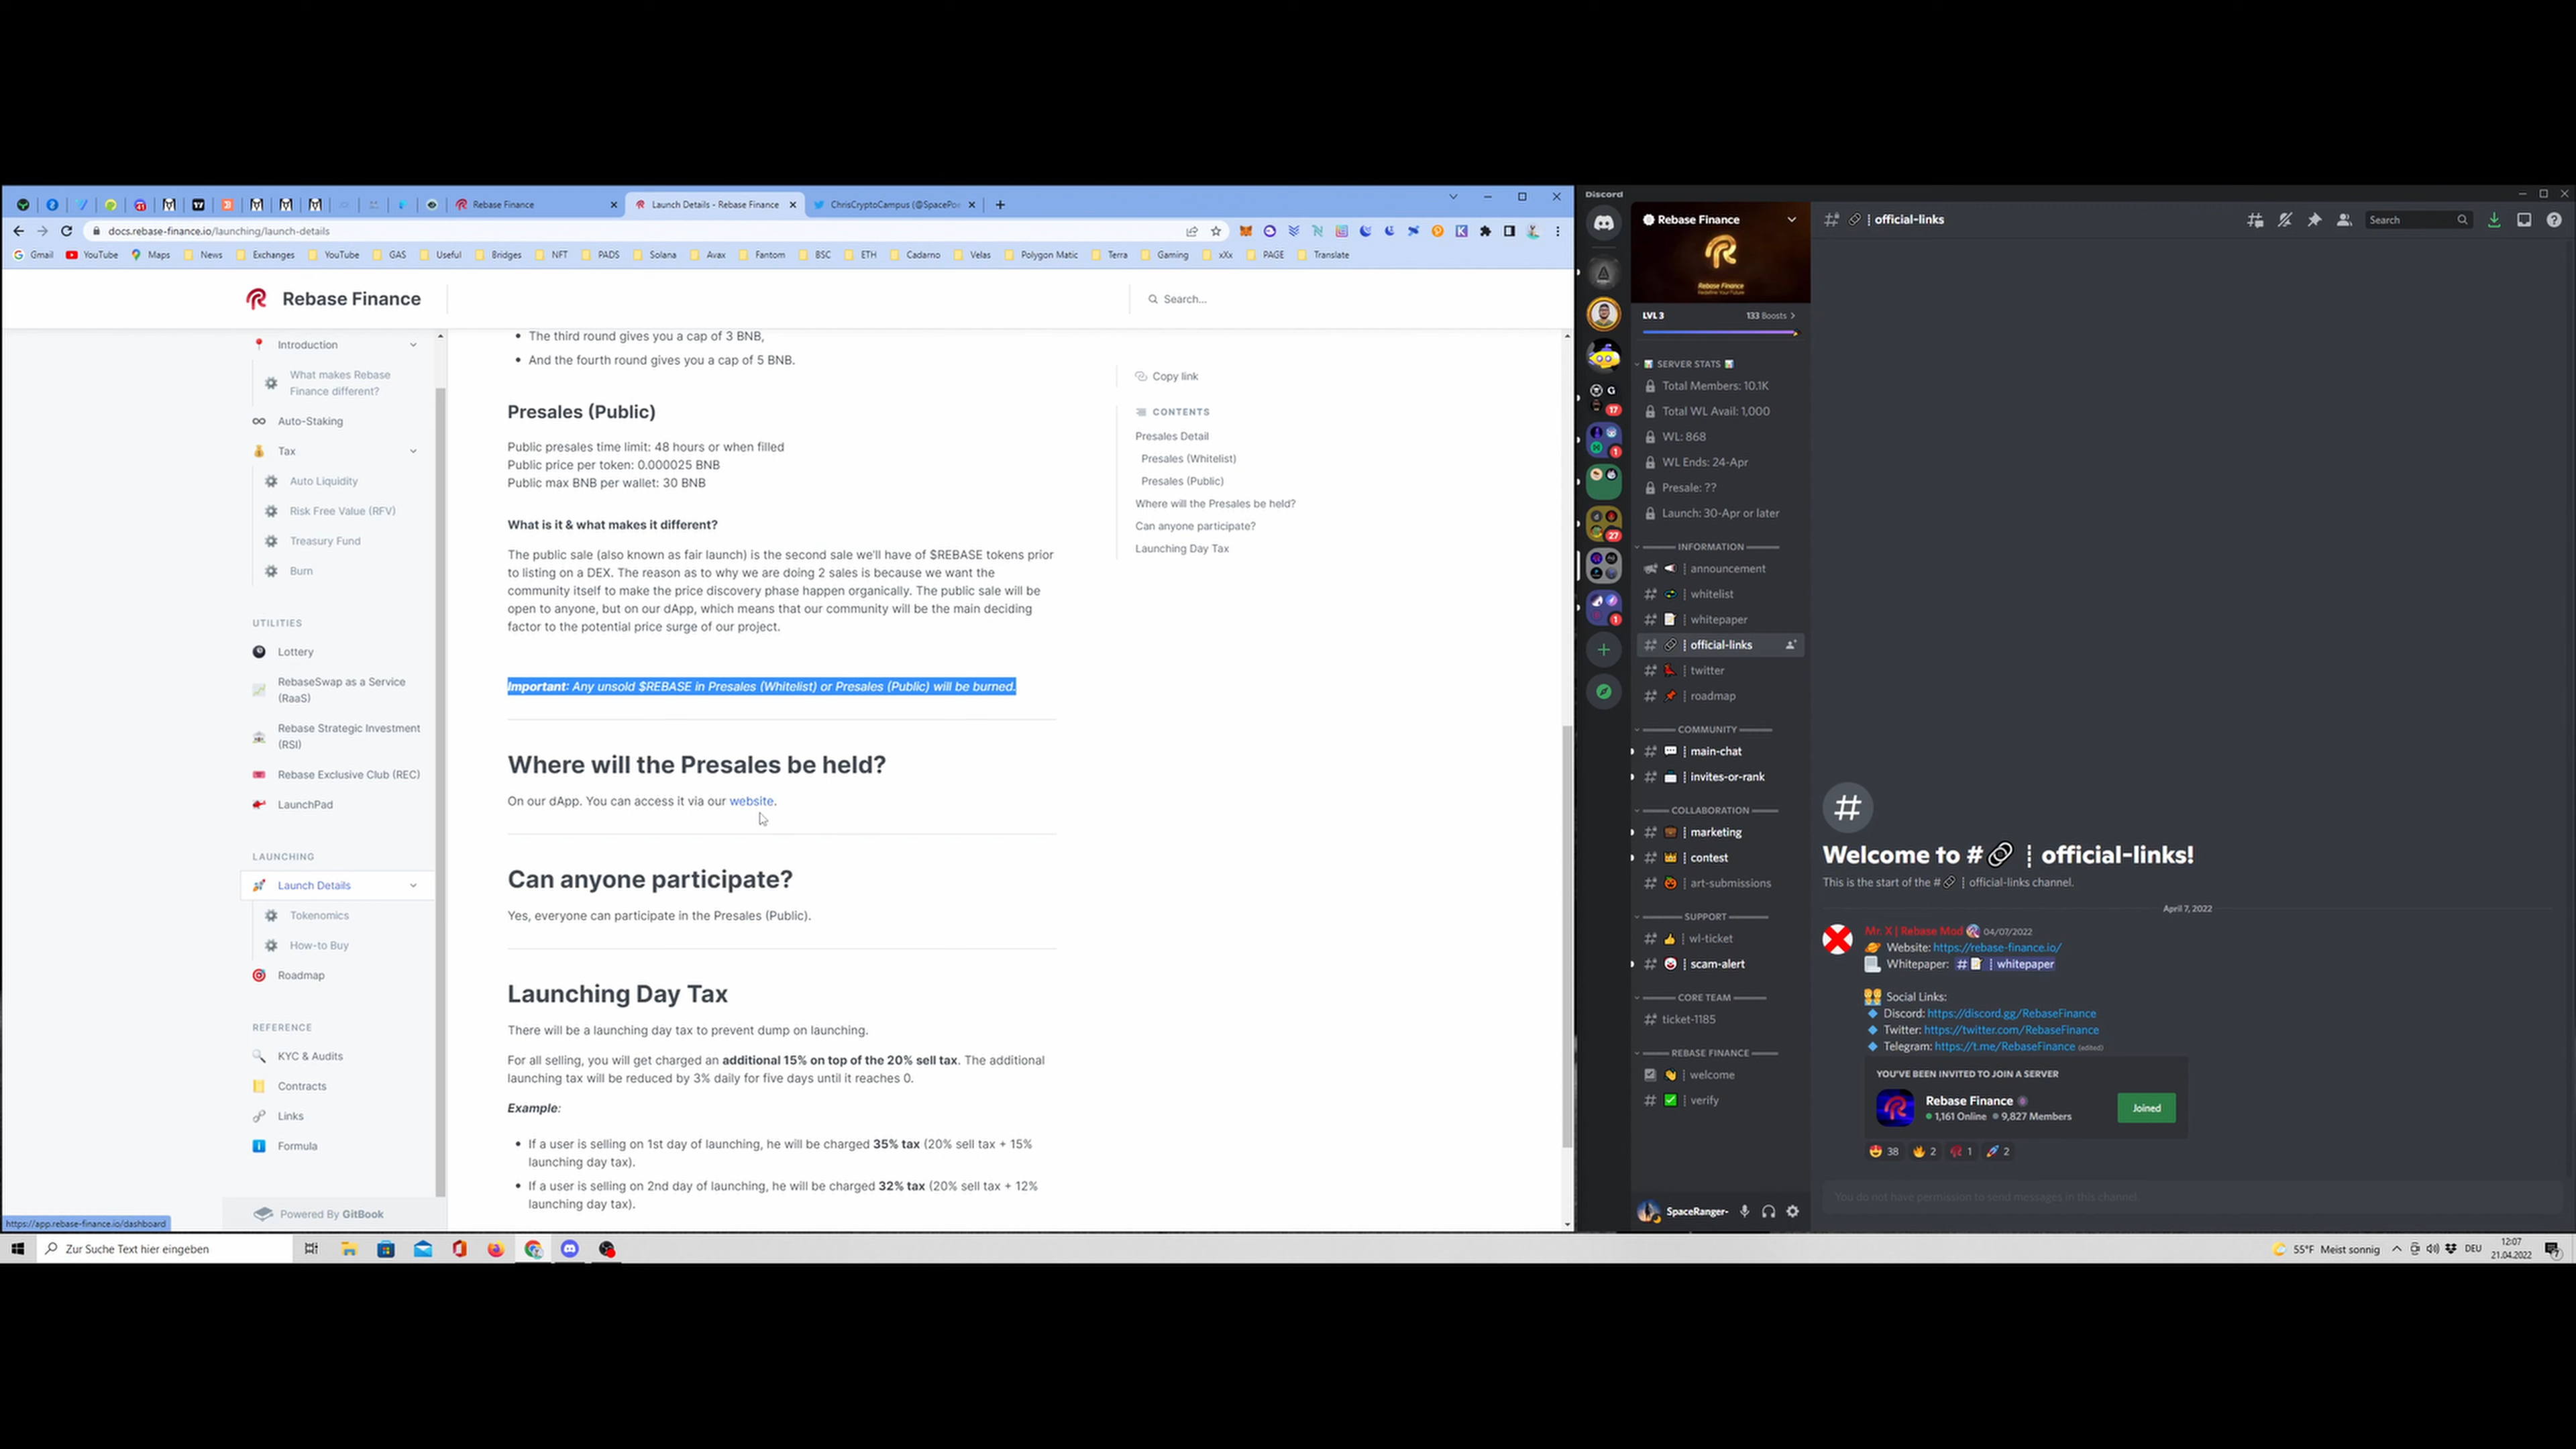 Rebase Finance
Launch Details - Rebase Finance
ChrisCryptoCampus (@SpacePo
docs.rebase-finance.io/launching/launch-details
Gmail YouTube Maps News Exchanges YouTube GAS Useful Bridges NFT PADS Solana Avax Fantom BSC ETH Cadarno Velas Polygon Matic Terra Gaming xXx PAGE Translate
Rebase Finance
Search...
Introduction
What makes Rebase
Finance different?
Auto-Staking
Tax
Auto Liquidity
Risk Free Value (RFV)
Treasury Fund
Burn
UTILITIES
Lottery
RebaseSwap as a Service
(RaaS)
Rebase Strategic Investment
(RSI)
Rebase Exclusive Club (REC)
LaunchPad
LAUNCHING
Launch Details
Tokenomics
How-to Buy
Roadmap
REFERENCE
KYC & Audits
Contracts
Links
Formula
Powered By GitBook
https://app.rebase-finance.io/dashboard
• The third round gives you a cap of 3 BNB,
• And the fourth round gives you a cap of 5 BNB.
Presales (Public)
Public presales time limit: 48 hours or when filled
Public price per token: 0.000025 BNB
Public max BNB per wallet: 30 BNB
What is it & what makes it different?
The public sale (also known as fair launch) is the second sale we'll have of $REBASE tokens prior
to listing on a DEX. The reason as to why we are doing 2 sales is because we want the
community itself to make the price discovery phase happen organically. The public sale will be
open to anyone, but on our dApp, which means that our community will be the main deciding
factor to the potential price surge of our project.
Important: Any unsold $REBASE in Presales (Whitelist) or Presales (Public) will be burned.
Where will the Presales be held?
On our dApp. You can access it via our website.
Can anyone participate?
Yes, everyone can participate in the Presales (Public).
Launching Day Tax
There will be a launching day tax to prevent dump on launching.
For all selling, you will get charged an additional 15% on top of the 20% sell tax. The additional
launching tax will be reduced by 3% daily for five days until it reaches 0.
Example:
• If a user is selling on 1st day of launching, he will be charged 35% tax (20% sell tax + 15%
launching day tax).
• If a user is selling on 2nd day of launching, he will be charged 32% tax (20% sell tax + 12%
launching day tax).
Copy link
CONTENTS
Presales Detail
Presales (Whitelist)
Presales (Public)
Where will the Presales be held?
Can anyone participate?
Launching Day Tax
Discord
Rebase Finance
Rebase Finance
LVL 3 133 Boosts
SERVER STATS
Total Members: 10.1K
Total WL Avail: 1,000
WL: 868
WL Ends: 24-Apr
Presale: ??
Launch: 30-Apr or later
INFORMATION
announcement
whitelist
whitepaper
official-links
twitter
roadmap
COMMUNITY
main-chat
invites-or-rank
COLLABORATION
marketing
contest
art-submissions
SUPPORT
wl-ticket
scam-alert
CORE TEAM
ticket-1185
REBASE FINANCE
welcome
verify
SpaceRanger-
17
1
27
1
official-links
Search
Welcome to # official-links!
This is the start of the # official-links channel.
April 7, 2022
Mr. X | Rebase Mod 04/07/2022
Website: https://rebase-finance.io/
Whitepaper: # whitepaper
Social Links:
Discord: https://discord.gg/RebaseFinance
Twitter: https://twitter.com/RebaseFinance
Telegram: https://t.me/RebaseFinance (edited)
YOU'VE BEEN INVITED TO JOIN A SERVER
Rebase Finance
1,161 Online 9,827 Members
Joined
38 2 1 2
You do not have permission to send messages in this channel.
Zur Suche Text hier eingeben
55°F Meist sonnig
DEU
12:07
21.04.2022